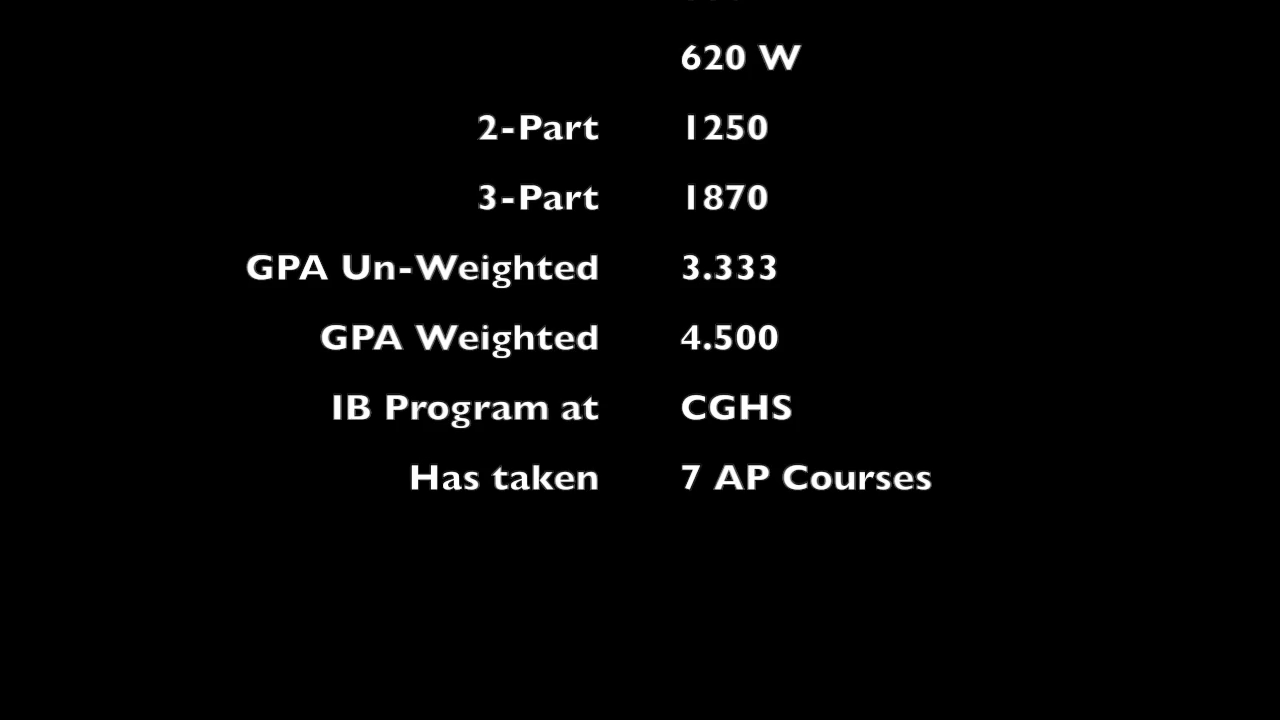 620 W
2-Part 1250
3-Part 1870
GPA Un-Weighted 3.333
GPA Weighted 4.500
IB Program at CGHS
Has taken 7 AP Courses